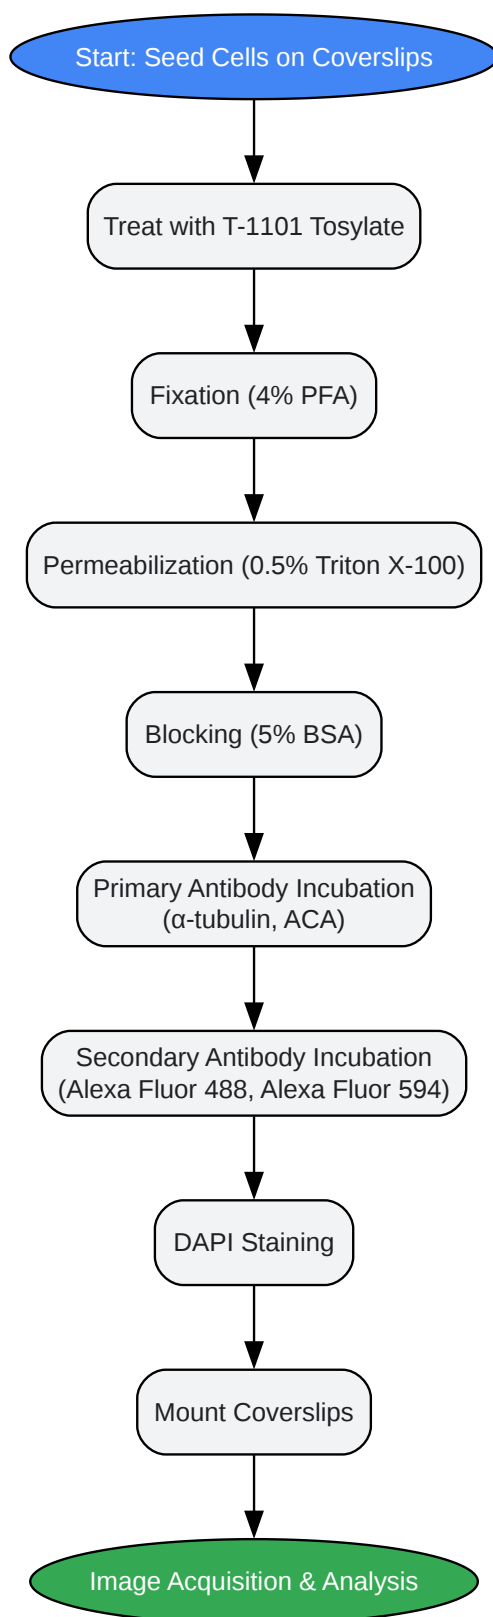 Start: Seed Cells on Coverslips
Treat with T-1101 Tosylate
Fixation (4% PFA)
Permeabilization (0.5% Triton X-100)
Blocking (5% BSA)
Primary Antibody Incubation
(α-tubulin, ACA)
Secondary Antibody Incubation
(Alexa Fluor 488, Alexa Fluor 594)
DAPI Staining
Mount Coverslips
Image Acquisition & Analysis